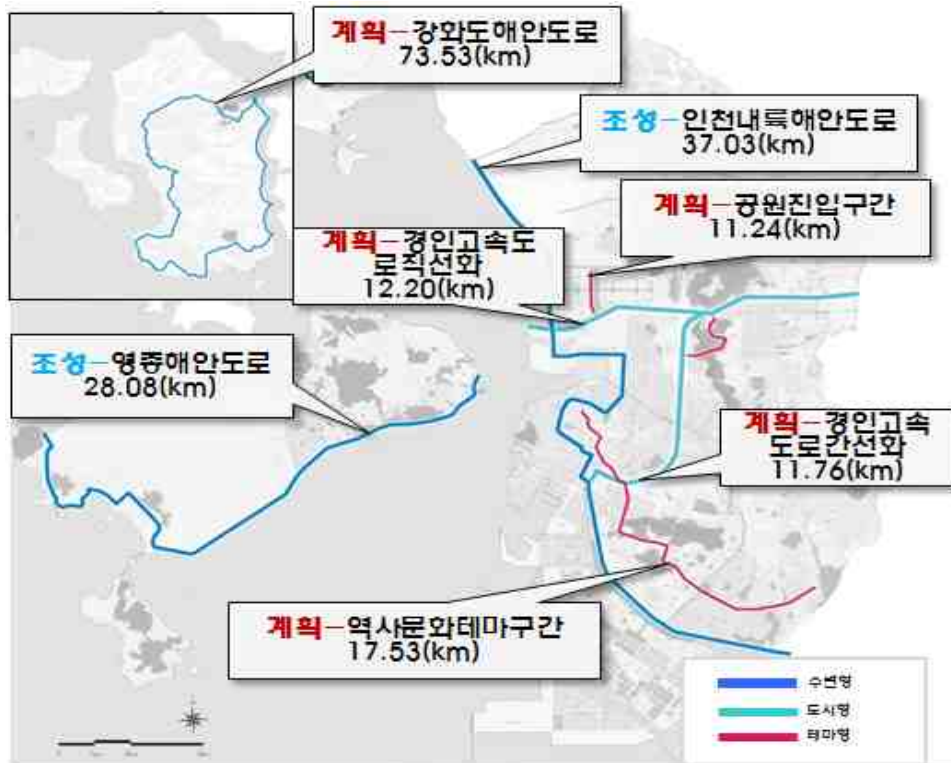 계획-강화도해안도로
73.53(km)
조성-인천내륙해안도로
37.03(km)
계획-공원진입구간
11.24(km)
계획-경인고속도
로직선화
12.20(km)
조성-영종해안도로
28.08(km)
계획-경인고속
도로간선화
11.76(km)
계획-역사문화테마구간
17.53(km)
수변형
도시형
테마형